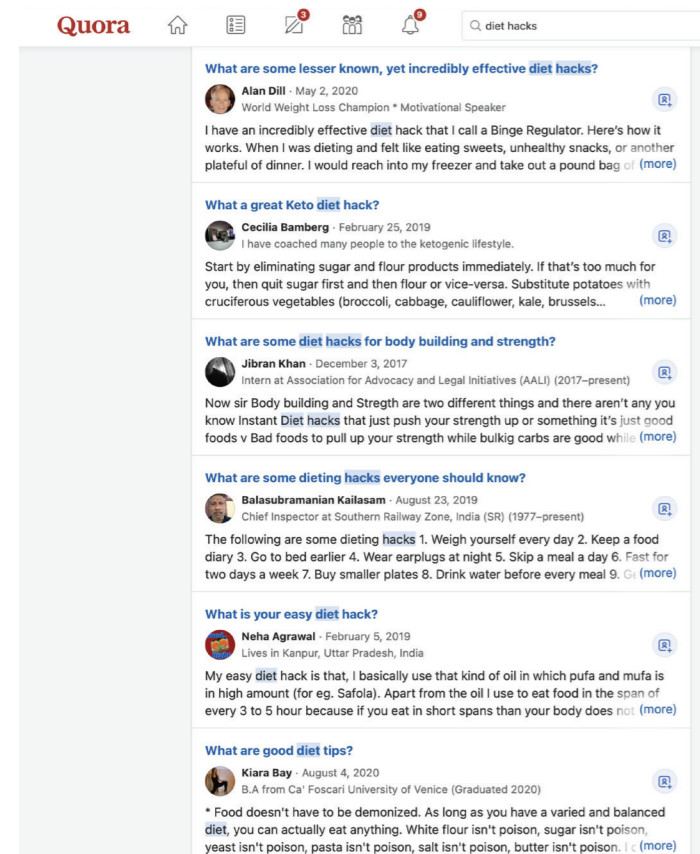 Quora
3
9
diet hacks
What are some lesser known, yet incredibly effective diet hacks?
Alan Dill · May 2, 2020
World Weight Loss Champion * Motivational Speaker
I have an incredibly effective diet hack that I call a Binge Regulator. Here's how it
works. When I was dieting and felt like eating sweets, unhealthy snacks, or another
plateful of dinner. I would reach into my freezer and take out a pound bag of (more)
What a great Keto diet hack?
Cecilia Bamberg · February 25, 2019
I have coached many people to the ketogenic lifestyle.
Start by eliminating sugar and flour products immediately. If that's too much for
you, then quit sugar first and then flour or vice-versa. Substitute potatoes with
cruciferous vegetables (broccoli, cabbage, cauliflower, kale, brussels... (more)
What are some diet hacks for body building and strength?
Jibran Khan · December 3, 2017
Intern at Association for Advocacy and Legal Initiatives (AALI) (2017–present)
Now sir Body building and Stregth are two different things and there aren't any you
know Instant Diet hacks that just push your strength up or something it's just good
foods v Bad foods to pull up your strength while bulkig carbs are good while (more)
What are some dieting hacks everyone should know?
Balasubramanian Kailasam · August 23, 2019
Chief Inspector at Southern Railway Zone, India (SR) (1977–present)
The following are some dieting hacks 1. Weigh yourself every day 2. Keep a food
diary 3. Go to bed earlier 4. Wear earplugs at night 5. Skip a meal a day 6. Fast for
two days a week 7. Buy smaller plates 8. Drink water before every meal 9. (more)
What is your easy diet hack?
Neha Agrawal · February 5, 2019
Lives in Kanpur, Uttar Pradesh, India
My easy diet hack is that, I basically use that kind of oil in which pufa and mufa is
in high amount (for eg. Safola). Apart from the oil I use to eat food in the span of
every 3 to 5 hour because if you eat in short spans than your body does not (more)
What are good diet tips?
Kiara Bay · August 4, 2020
B.A from Ca' Foscari University of Venice (Graduated 2020)
* Food doesn't have to be demonized. As long as you have a varied and balanced
diet, you can actually eat anything. White flour isn't poison, sugar isn't poison,
yeast isn't poison, pasta isn't poison, salt isn't poison, butter isn't poison. I (more)